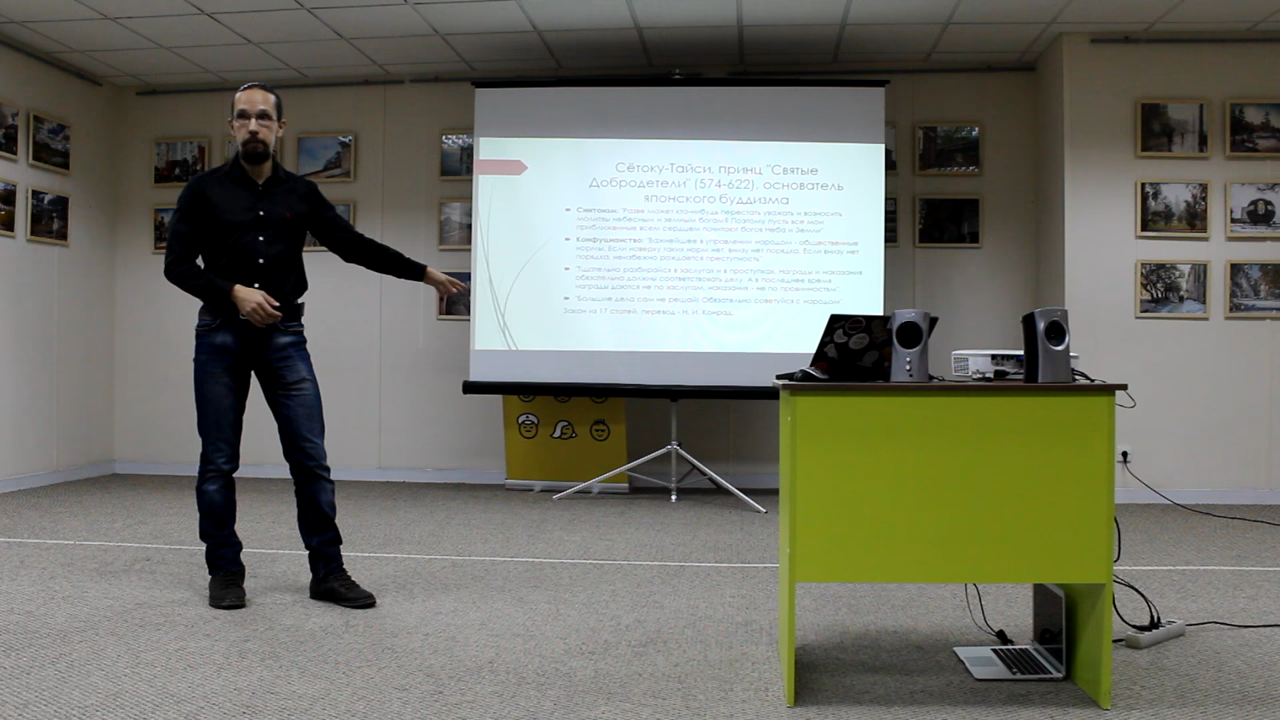 Сётоку-Тайси, принц "Святые
Добродетели" (574-622), основатель
японского буддизма
Синтоизм: "Разве может кто-нибудь перестать уважать и возносить
молитвы небесным и земным богам? Поэтому пусть все мои
приближенные всем сердцем почитают богов Неба и Земли"
Конфуцианство: "Важнейшее в управлении народом - общественные
нормы. Если наверху таких норм нет, внизу нет порядка. Если внизу нет
порядка, неизбежно рождается преступность".
"Тщательно разбирайся в заслугах и в проступках. Награды и наказания
обязательно должны соответствовать делу. А в последнее время
награды даются не по заслугам, наказания - не по провинностям".
"Большие дела сам не решай! Обязательно советуйся с народом".
Закон из 17 статей, перевод - Н. И. Конрад.